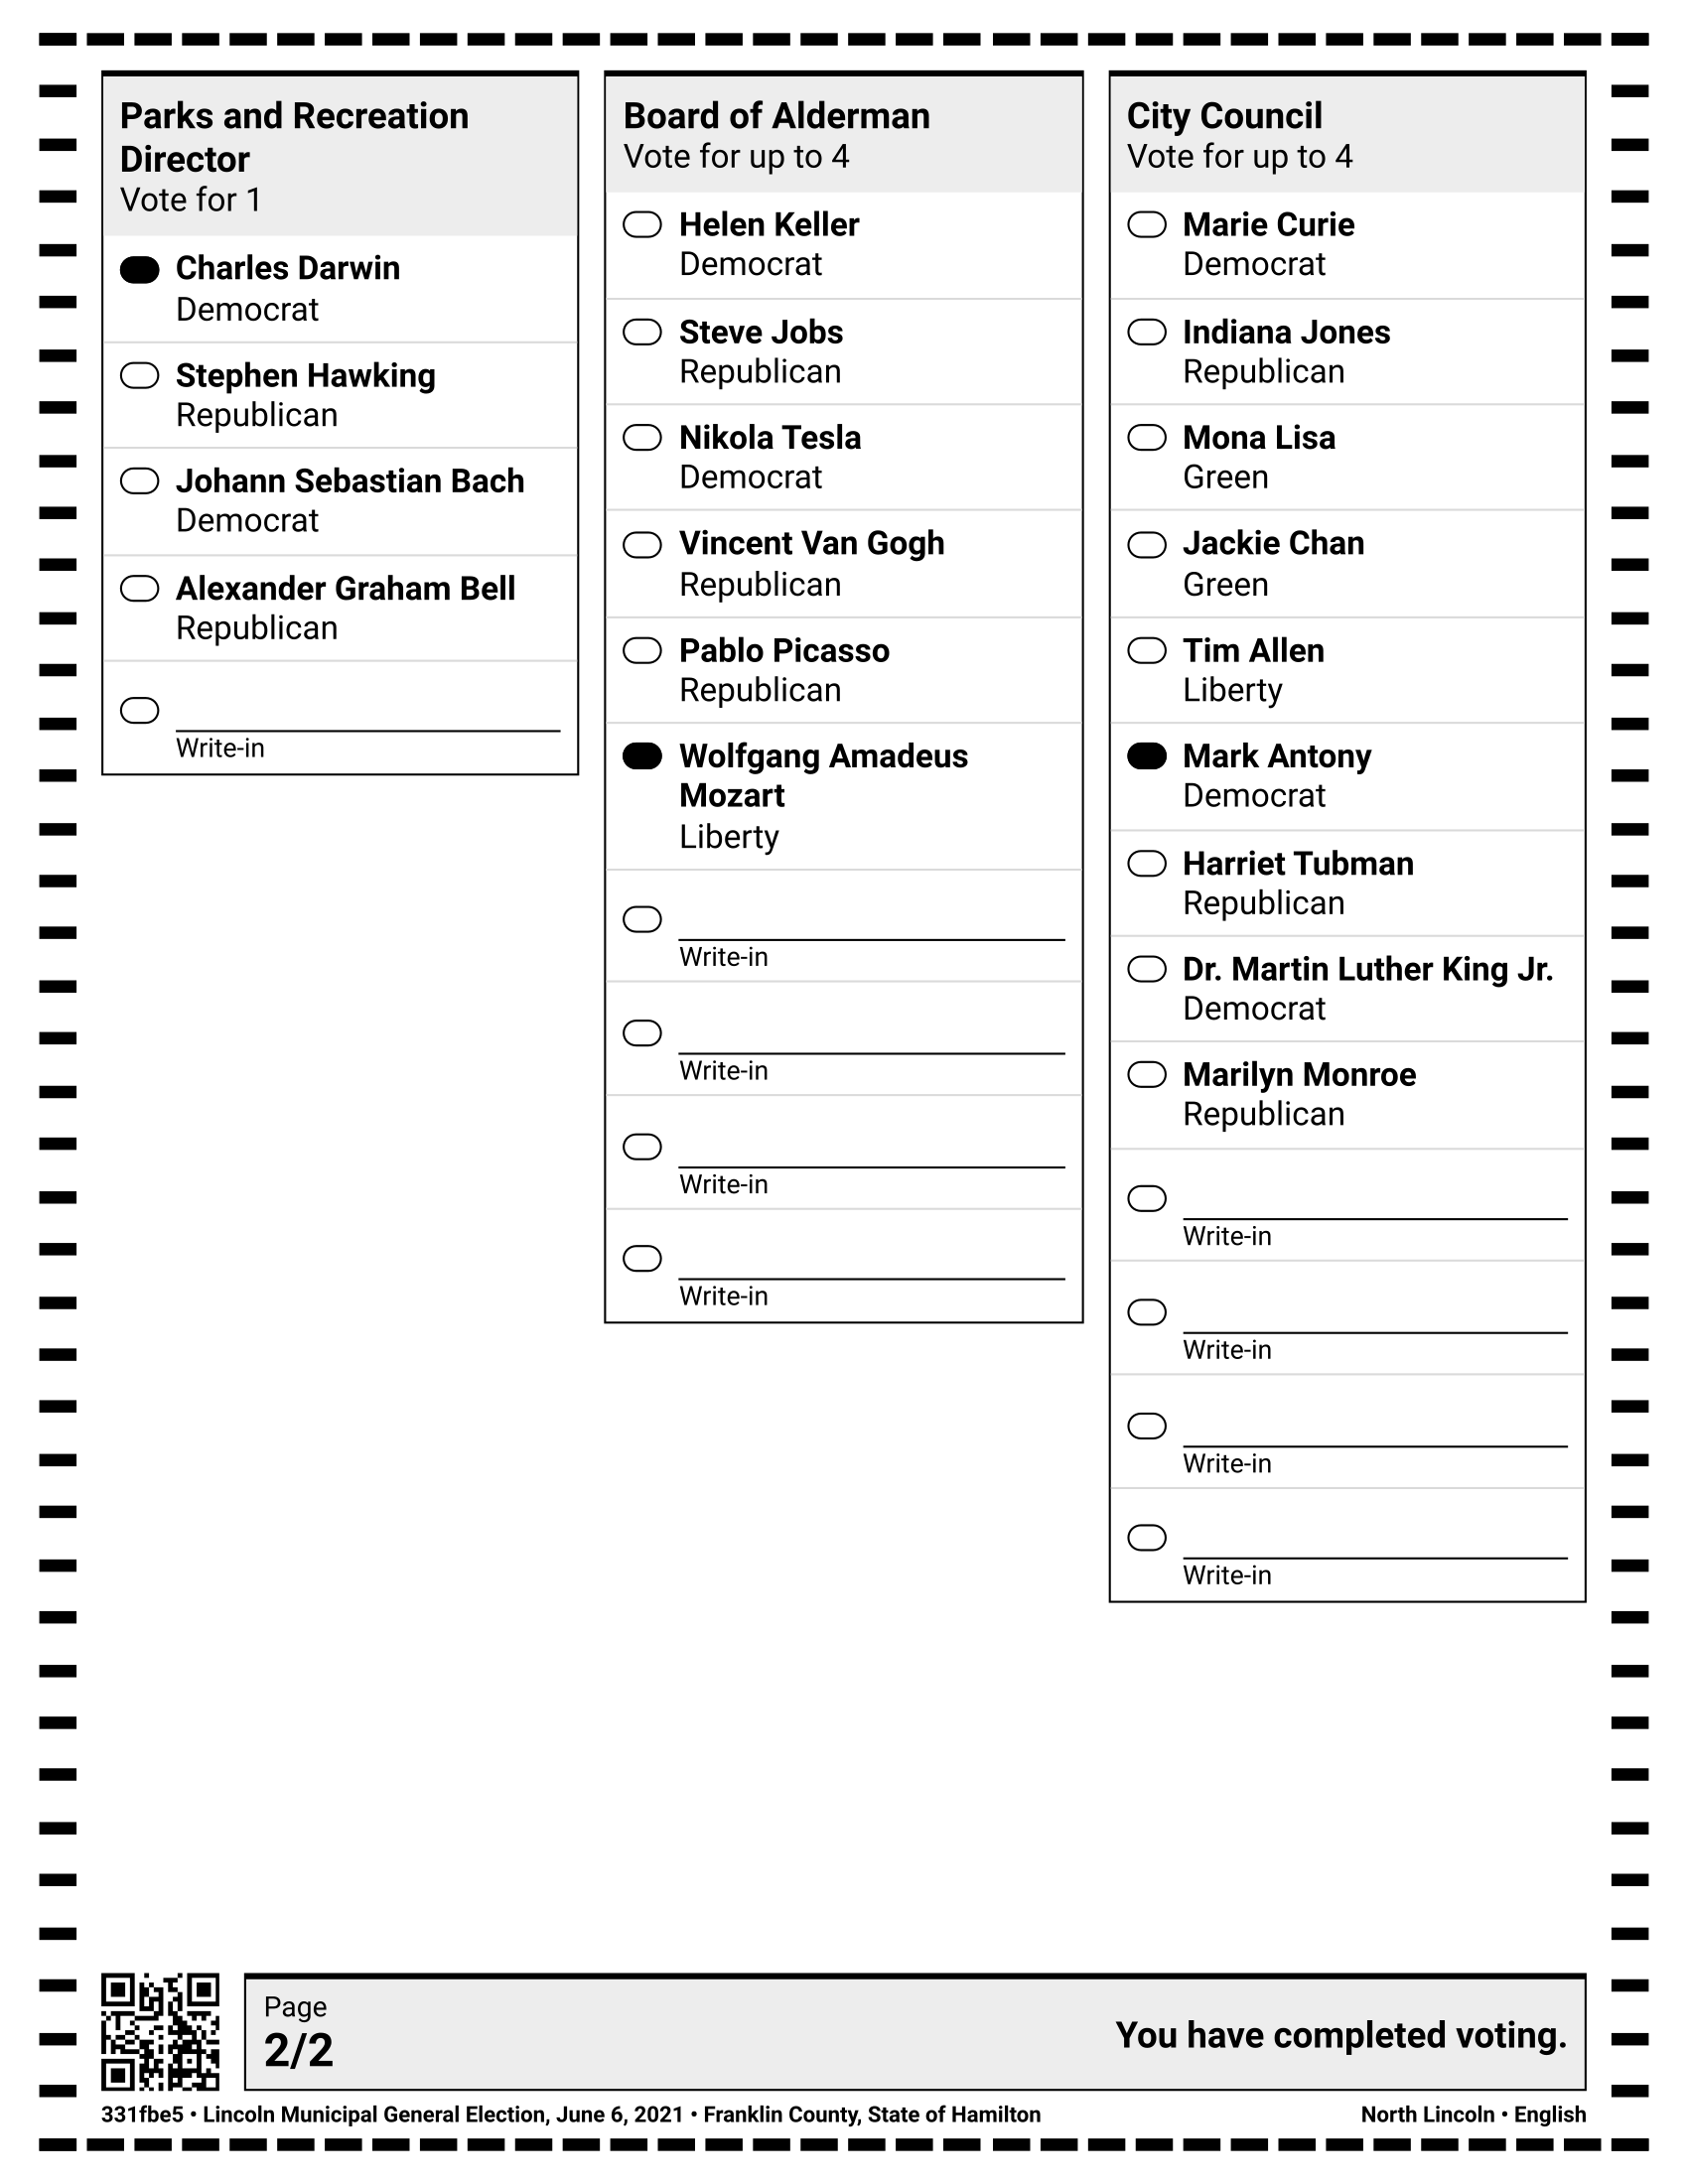 Parks and Recreation
Director
Vote for 1
Charles Darwin
Democrat
Stephen Hawking
Republican
Johann Sebastian Bach
Democrat
Alexander Graham Bell
Republican
Write-in
Board of Alderman
Vote for up to 4
Helen Keller
Democrat
Steve Jobs
Republican
Nikola Tesla
Democrat
Vincent Van Gogh
Republican
Pablo Picasso
Republican
Wolfgang Amadeus
Mozart
Liberty
Write-in
Write-in
Write-in
Write-in
City Council
Vote for up to 4
Marie Curie
Democrat
Indiana Jones
Republican
Mona Lisa
Green
Jackie Chan
Green
Tim Allen
Liberty
Mark Antony
Democrat
Harriet Tubman
Republican
Dr. Martin Luther King Jr.
Democrat
Marilyn Monroe
Republican
Write-in
Write-in
Write-in
Write-in
Page
2/2
You have completed voting.
331fbe5 • Lincoln Municipal General Election, June 6, 2021 • Franklin County, State of Hamilton
North Lincoln • English